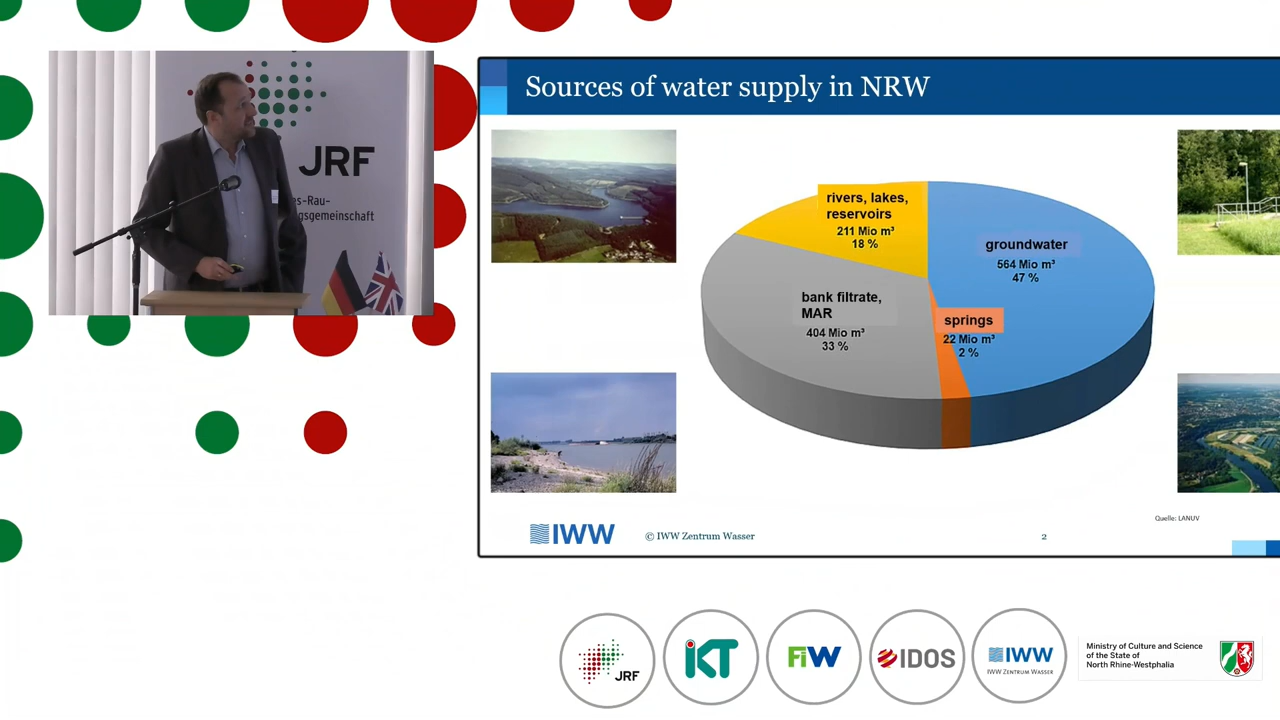 JRF
s-Rau-
gsgemeinschaft
Sources of water supply in NRW
rivers, lakes,
reservoirs
211 Mio m³
18 %
groundwater
564 Mio m³
47 %
bank filtrate,
MAR
404 Mio m³
33 %
springs
22 Mio m³
2 %
Quelle: LANUV
IWW
© IWW Zentrum Wasser
2
JRF
iKT
FiW
IDOS
IWW
IWW ZENTRUM WASSER
Ministry of Culture and Science
of the State of
North Rhine-Westphalia